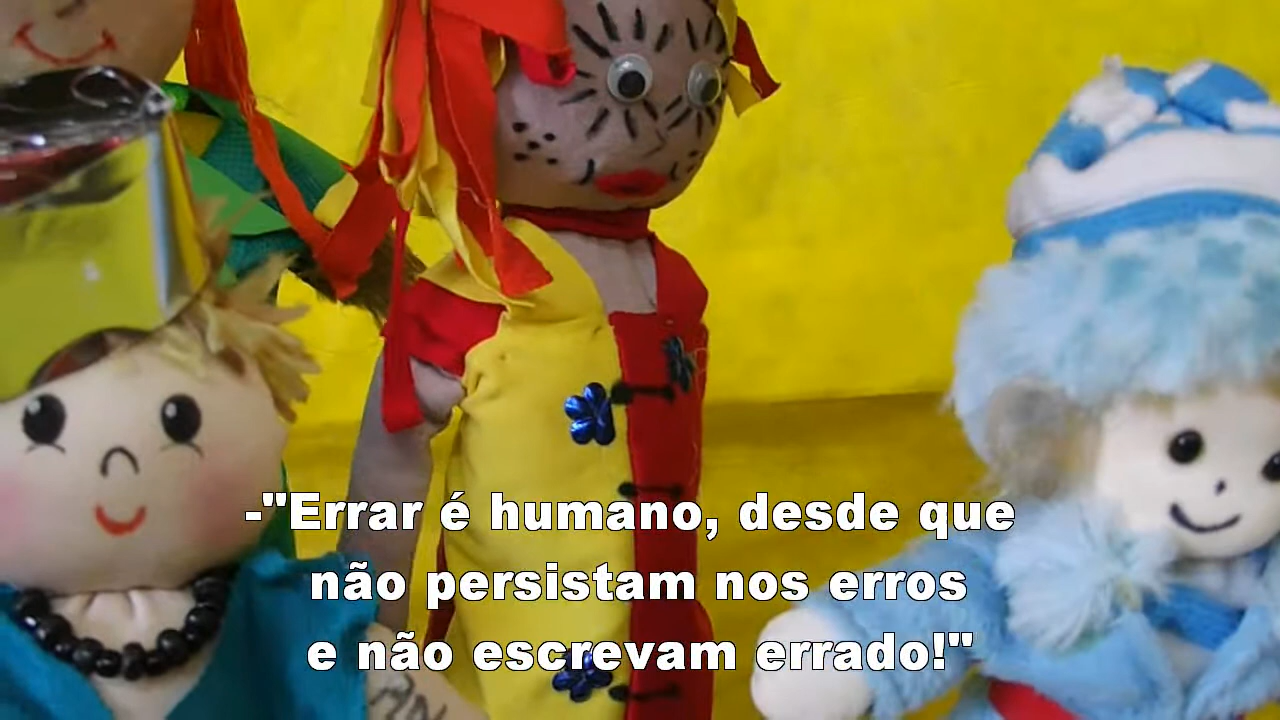 -"Errar é humano, desde que
não persistam nos erros
e não escrevam errado!"